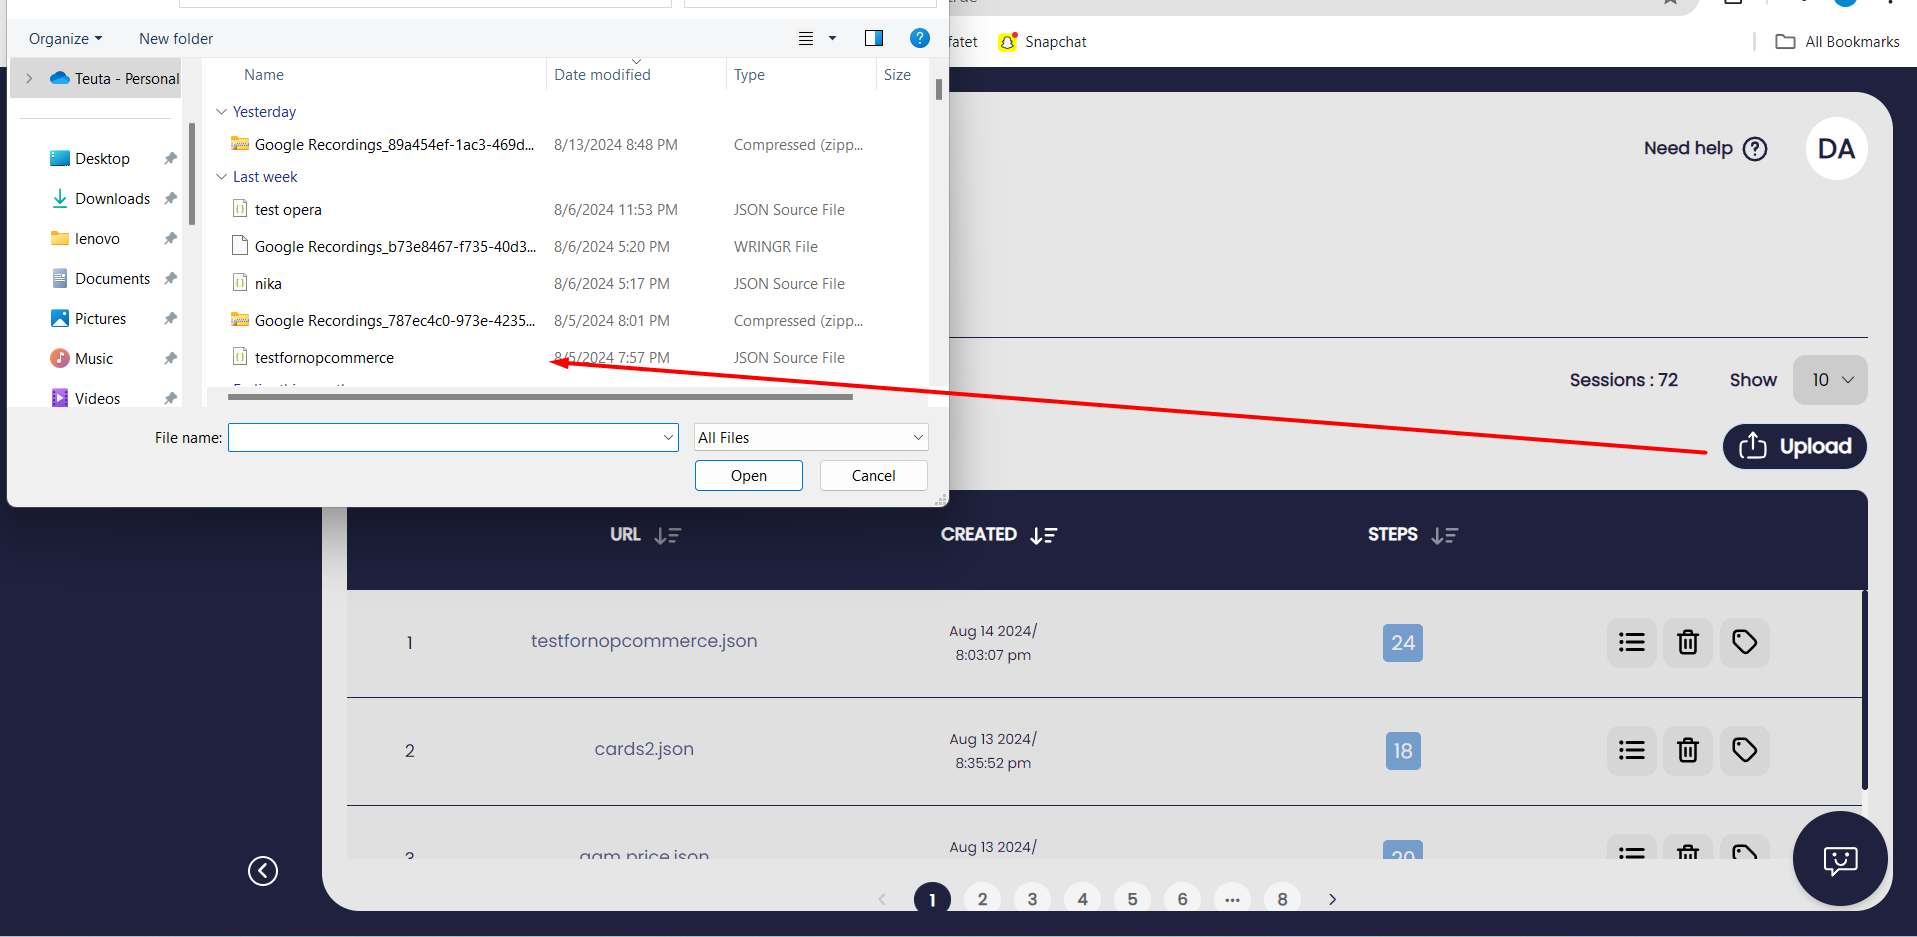 Organize
New folder
fatet
Snapchat
All Bookmarks
Teuta - Personal
Name
Date modified
Type
Size
Yesterday
Google Recordings_89a454ef-1ac3-469d...
8/13/2024 8:48 PM
Compressed (zipp...
Last week
test opera
8/6/2024 11:53 PM
JSON Source File
Google Recordings_b73e8467-f735-40d3...
8/6/2024 5:20 PM
WRINGR File
nika
8/6/2024 5:17 PM
JSON Source File
Google Recordings_787ec4c0-973e-4235...
8/5/2024 8:01 PM
Compressed (zipp...
testfornopcommerce
8/5/2024 7:57 PM
JSON Source File
Desktop
Downloads
lenovo
Documents
Pictures
Music
Videos
File name:
All Files
Open
Cancel
Need help
DA
Sessions : 72
Show
10
Upload
URL
CREATED
STEPS
1
testfornopcommerce.json
Aug 14 2024/
8:03:07 pm
24
2
cards2.json
Aug 13 2024/
8:35:52 pm
18
3
Aug 13 2024/
20
1
2
3
4
5
6
...
8